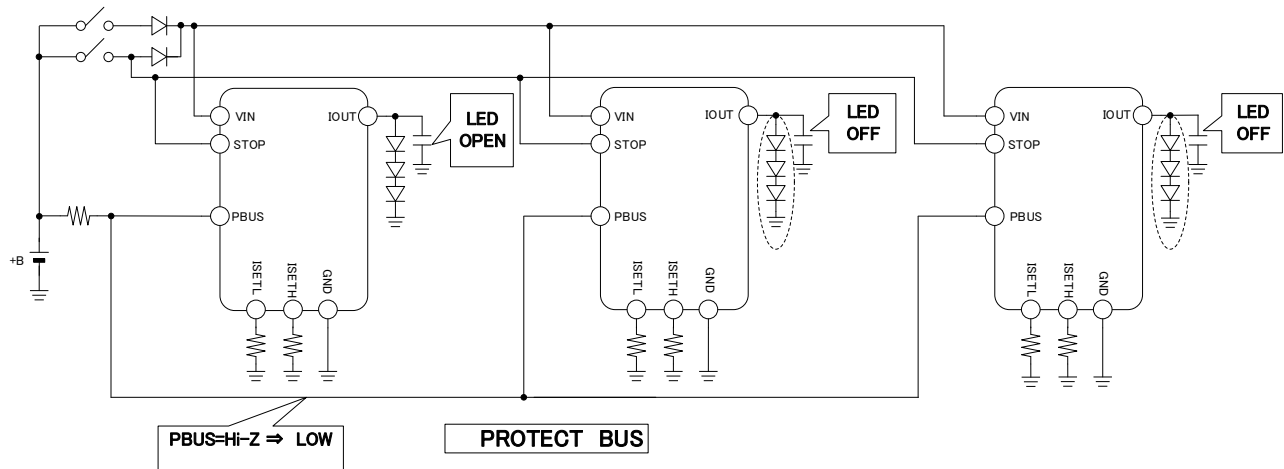 VIN
STOP
PBUS
IOUT
ISETL
ISETH
GND
LED
OPEN
VIN
STOP
PBUS
IOUT
ISETL
ISETH
GND
LED
OFF
VIN
STOP
PBUS
IOUT
ISETL
ISETH
GND
LED
OFF
+B
PBUS=Hi-Z ⇒ LOW
PROTECT BUS